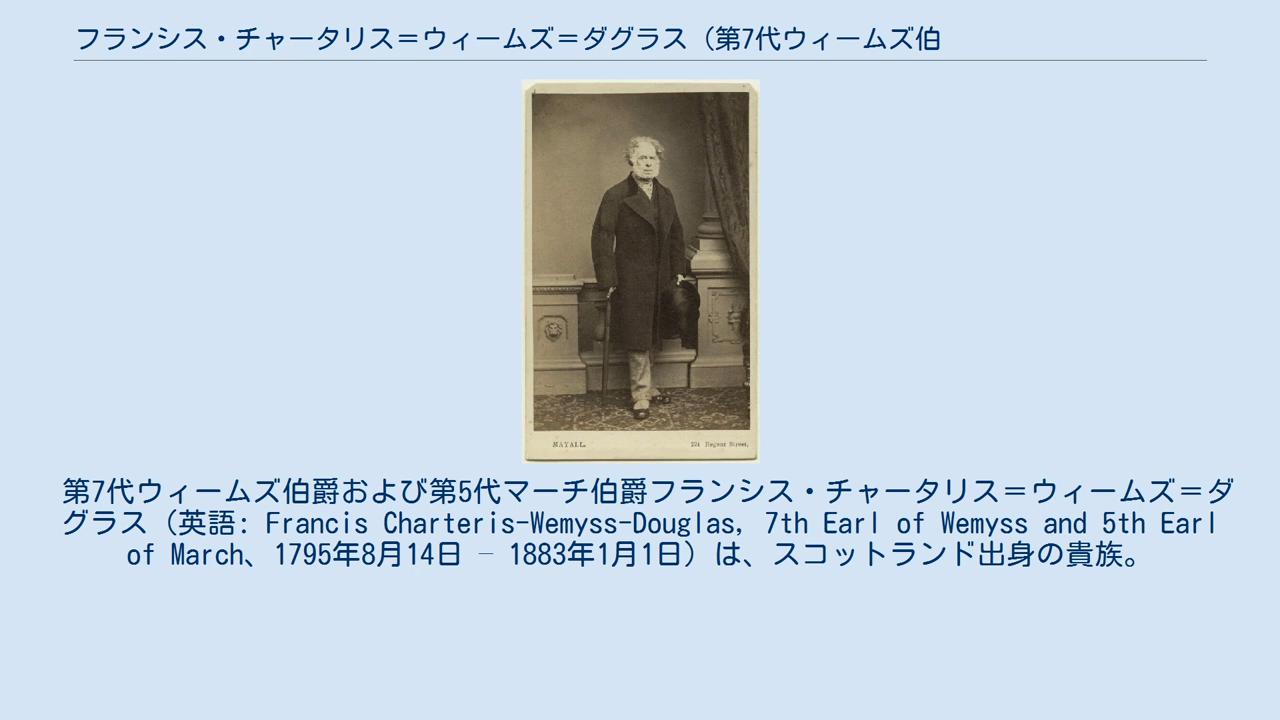 フランシス・チャータリス＝ウィームズ＝ダグラス（第7代ウィームズ伯
MAYALL.
224 Regent Street,
第7代ウィームズ伯爵および第5代マーチ伯爵フランシス・チャータリス＝ウィームズ＝ダ
グラス（英語: Francis Charteris-Wemyss-Douglas, 7th Earl of Wemyss and 5th Earl
of March、1795年8月14日 – 1883年1月1日）は、スコットランド出身の貴族。